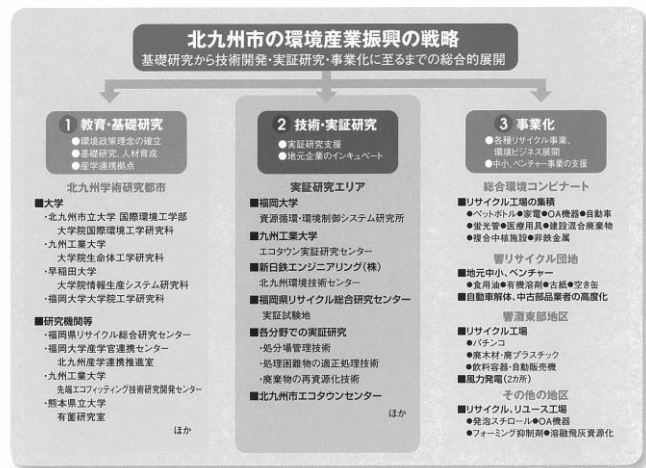 北九州市の環境産業振興の戦略
基礎研究から技術開発・実証研究・事業化に至るまでの総合的展開
1 教育・基礎研究
●環境政策理念の確立
●基礎研究、人材育成
●産学連携拠点
北九州学術研究都市
■大学
・北九州市立大学 国際環境工学部
大学院国際環境工学研究科
・九州工業大学
大学院生命体工学研究科
・早稲田大学
大学院情報生産システム研究科
・福岡大学大学院工学研究科
■研究機関等
・福岡県リサイクル総合研究センター
・福岡大学産学官連携センター
北九州産学連携推進室
・九州工業大学
先端エコフィッティング技術研究開発センター
・熊本県立大学
有薗研究室
ほか
2 技術・実証研究
●実証研究支援
●地元企業のインキュベート
実証研究エリア
■福岡大学
資源循環・環境制御システム研究所
■九州工業大学
エコタウン実証研究センター
■新日鉄エンジニアリング(株)
北九州環境技術センター
■福岡県リサイクル総合研究センター
実証試験地
■各分野での実証研究
・処分場管理技術
・処理困難物の適正処理技術
・廃棄物の再資源化技術
■北九州市エコタウンセンター
ほか
3 事業化
●各種リサイクル事業、
環境ビジネス展開
●中小、ベンチャー事業の支援
総合環境コンビナート
■リサイクル工場の集積
●ペットボトル●家電●OA機器●自動車
●蛍光管●医療用具●建設混合廃棄物
●複合中核施設●非鉄金属
響リサイクル団地
■地元中小、ベンチャー
●食用油●有機溶剤●古紙●空き缶
■自動車解体、中古部品業者の高度化
響灘東部地区
■リサイクル工場
●パチンコ
●廃木材・廃プラスチック
●飲料容器・自動販売機
■風力発電(2カ所)
その他の地区
■リサイクル、リユース工場
●発泡スチロール●OA機器
●フォーミング抑制剤●溶融飛灰資源化